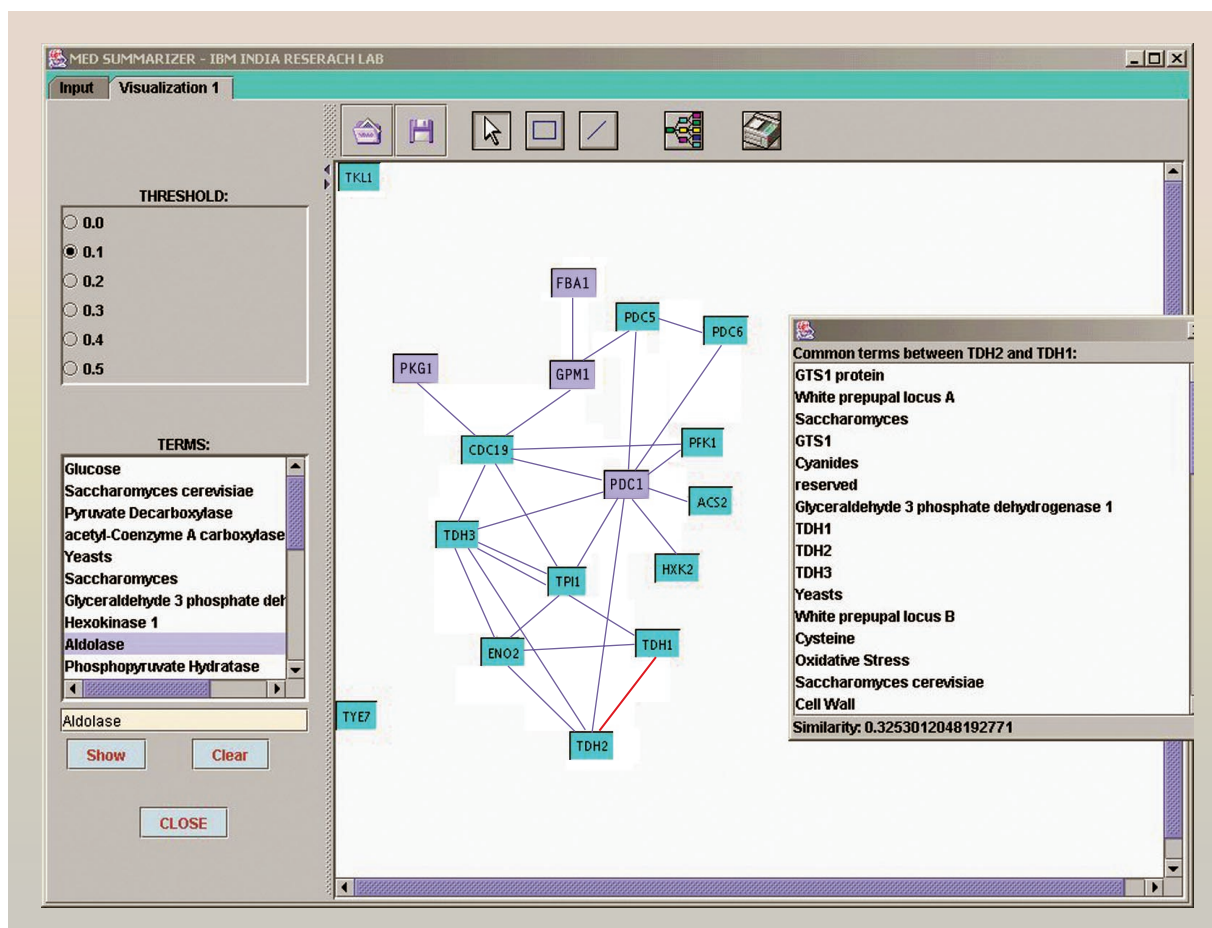 MED SUMMARIZER - IBM INDIA RESERACH LAB
Input Visualization 1
THRESHOLD:
0.0
0.1
0.2
0.3
0.4
0.5
TERMS:
Glucose
Saccharomyces cerevisiae
Pyruvate Decarboxylase
acetyl-Coenzyme A carboxylase
Yeasts
Saccharomyces
Glyceraldehyde 3 phosphate deh
Hexokinase 1
Aldolase
Phosphopyruvate Hydratase
Aldolase
Show Clear
CLOSE
TKL1
FBA1
PDC5
PDC6
PKG1
GPM1
CDC19
PFK1
PDC1
ACS2
TDH3
HXK2
TPI1
ENO2
TDH1
TYE7
TDH2
Common terms between TDH2 and TDH1:
GTS1 protein
White prepupal locus A
Saccharomyces
GTS1
Cyanides
reserved
Glyceraldehyde 3 phosphate dehydrogenase 1
TDH1
TDH2
TDH3
Yeasts
White prepupal locus B
Cysteine
Oxidative Stress
Saccharomyces cerevisiae
Cell Wall
Similarity: 0.3253012048192771